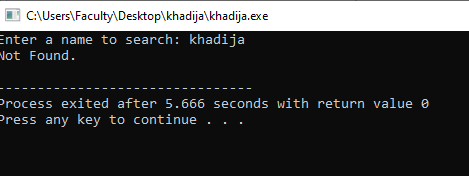 C:\Users\Faculty\Desktop\khadija\khadija.exe
Enter a name to search: khadija
Not Found.
--------------------------------
Process exited after 5.666 seconds with return value 0
Press any key to continue . . .